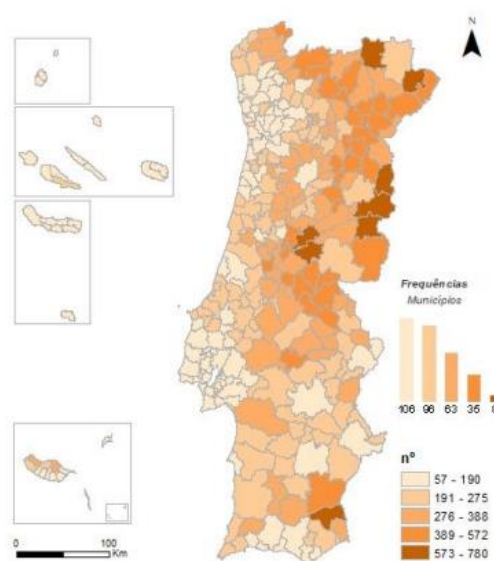 N
Frequências
Municípios
106 96 63 35 8
nº
57 - 190
191 - 275
276 - 388
389 - 572
573 - 780
0 100
Km